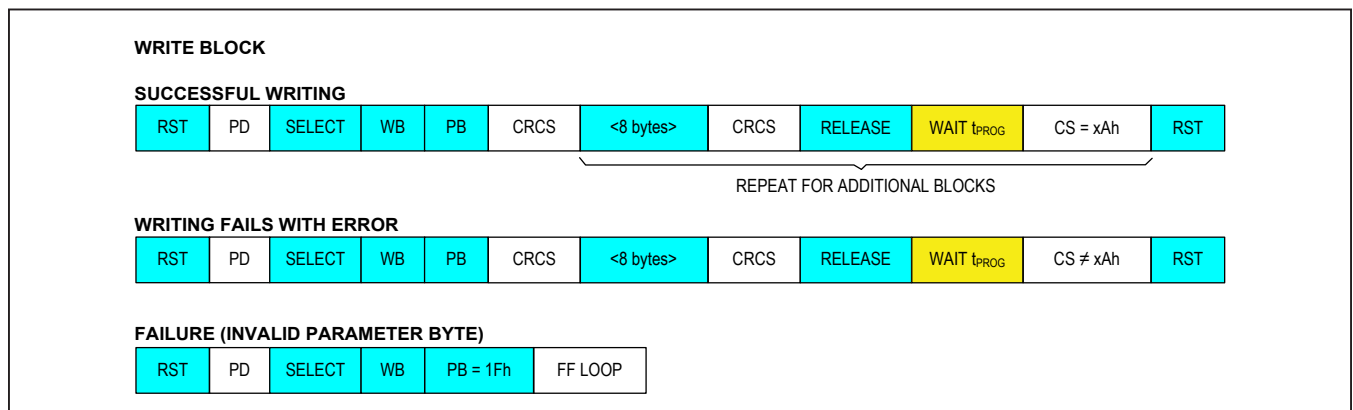 WRITE BLOCK
SUCCESSFUL WRITING
RST PD SELECT WB PB CRCS <8 bytes> CRCS RELEASE WAIT tPROG CS = xAh RST
REPEAT FOR ADDITIONAL BLOCKS
WRITING FAILS WITH ERROR
RST PD SELECT WB PB CRCS <8 bytes> CRCS RELEASE WAIT tPROG CS ≠ xAh RST
FAILURE (INVALID PARAMETER BYTE)
RST PD SELECT WB PB = 1Fh FF LOOP